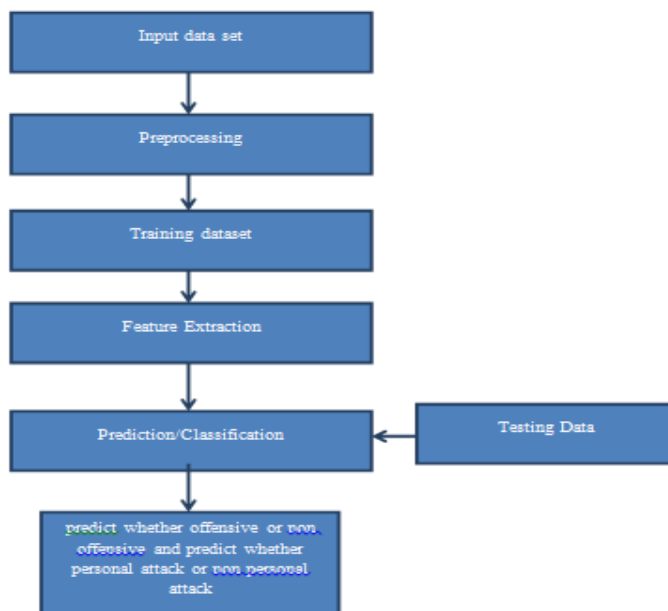 Input data set
Preprocessing
Training dataset
Feature Extraction
Prediction/Classification
Testing Data
predict whether offensive or non
offensive and predict whether
personal attack or non personal
attack